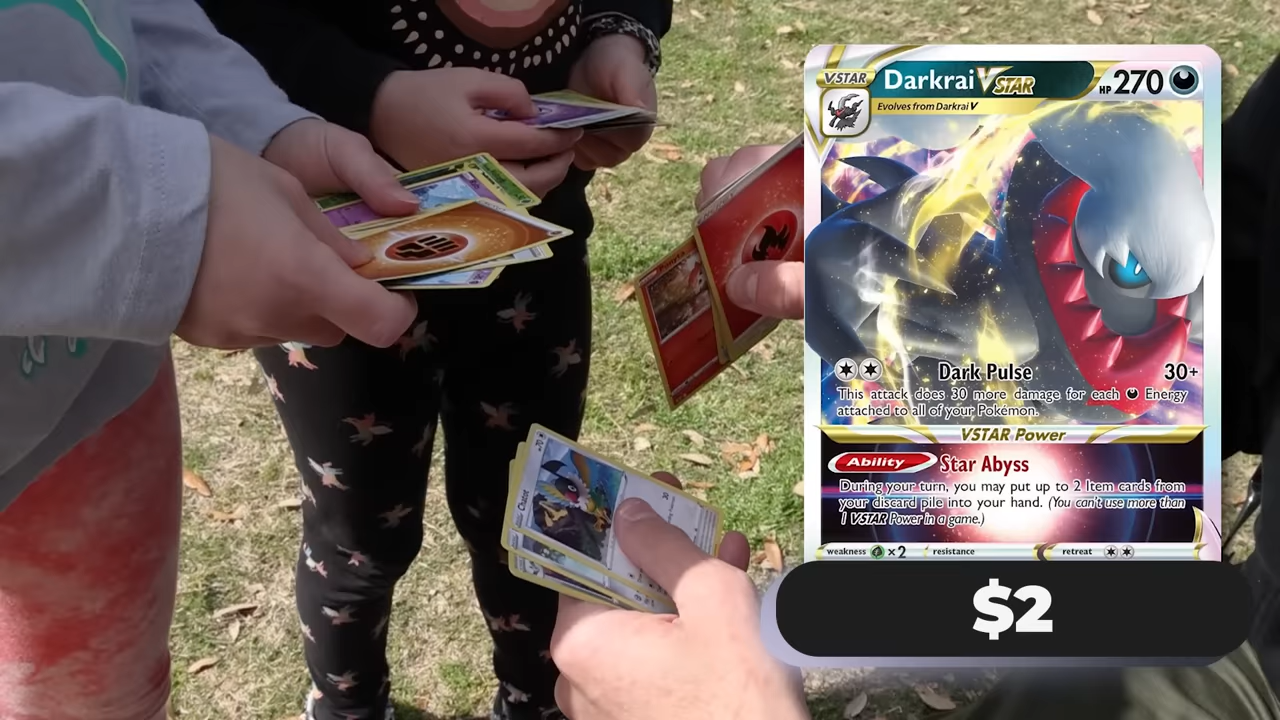 VSTAR
Darkrai VSTAR
HP 270
Evolves from Darkrai V
Dark Pulse 30+
This attack does 30 more damage for each Energy
attached to all of your Pokémon.
VSTAR Power
Ability Star Abyss
During your turn, you may put up to 2 Item cards from
your discard pile into your hand. (You can't use more than
1 VSTAR Power in a game.)
weakness ×2 resistance retreat
$2
Chatot